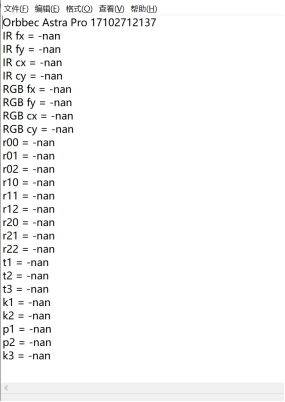 文件(F) 编辑(E) 格式(O) 查看(V) 帮助(H)
Orbbec Astra Pro 17102712137
IR fx = -nan
IR fy = -nan
IR cx = -nan
IR cy = -nan
RGB fx = -nan
RGB fy = -nan
RGB cx = -nan
RGB cy = -nan
r00 = -nan
r01 = -nan
r02 = -nan
r10 = -nan
r11 = -nan
r12 = -nan
r20 = -nan
r21 = -nan
r22 = -nan
t1 = -nan
t2 = -nan
t3 = -nan
k1 = -nan
k2 = -nan
p1 = -nan
p2 = -nan
k3 = -nan